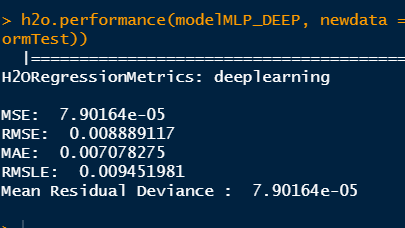 > h2o.performance(modelMLP_DEEP, newdata =
ormTest))
|==========================================
H2ORegressionMetrics: deeplearning
MSE: 7.90164e-05
RMSE: 0.008889117
MAE: 0.007078275
RMSLE: 0.009451981
Mean Residual Deviance : 7.90164e-05